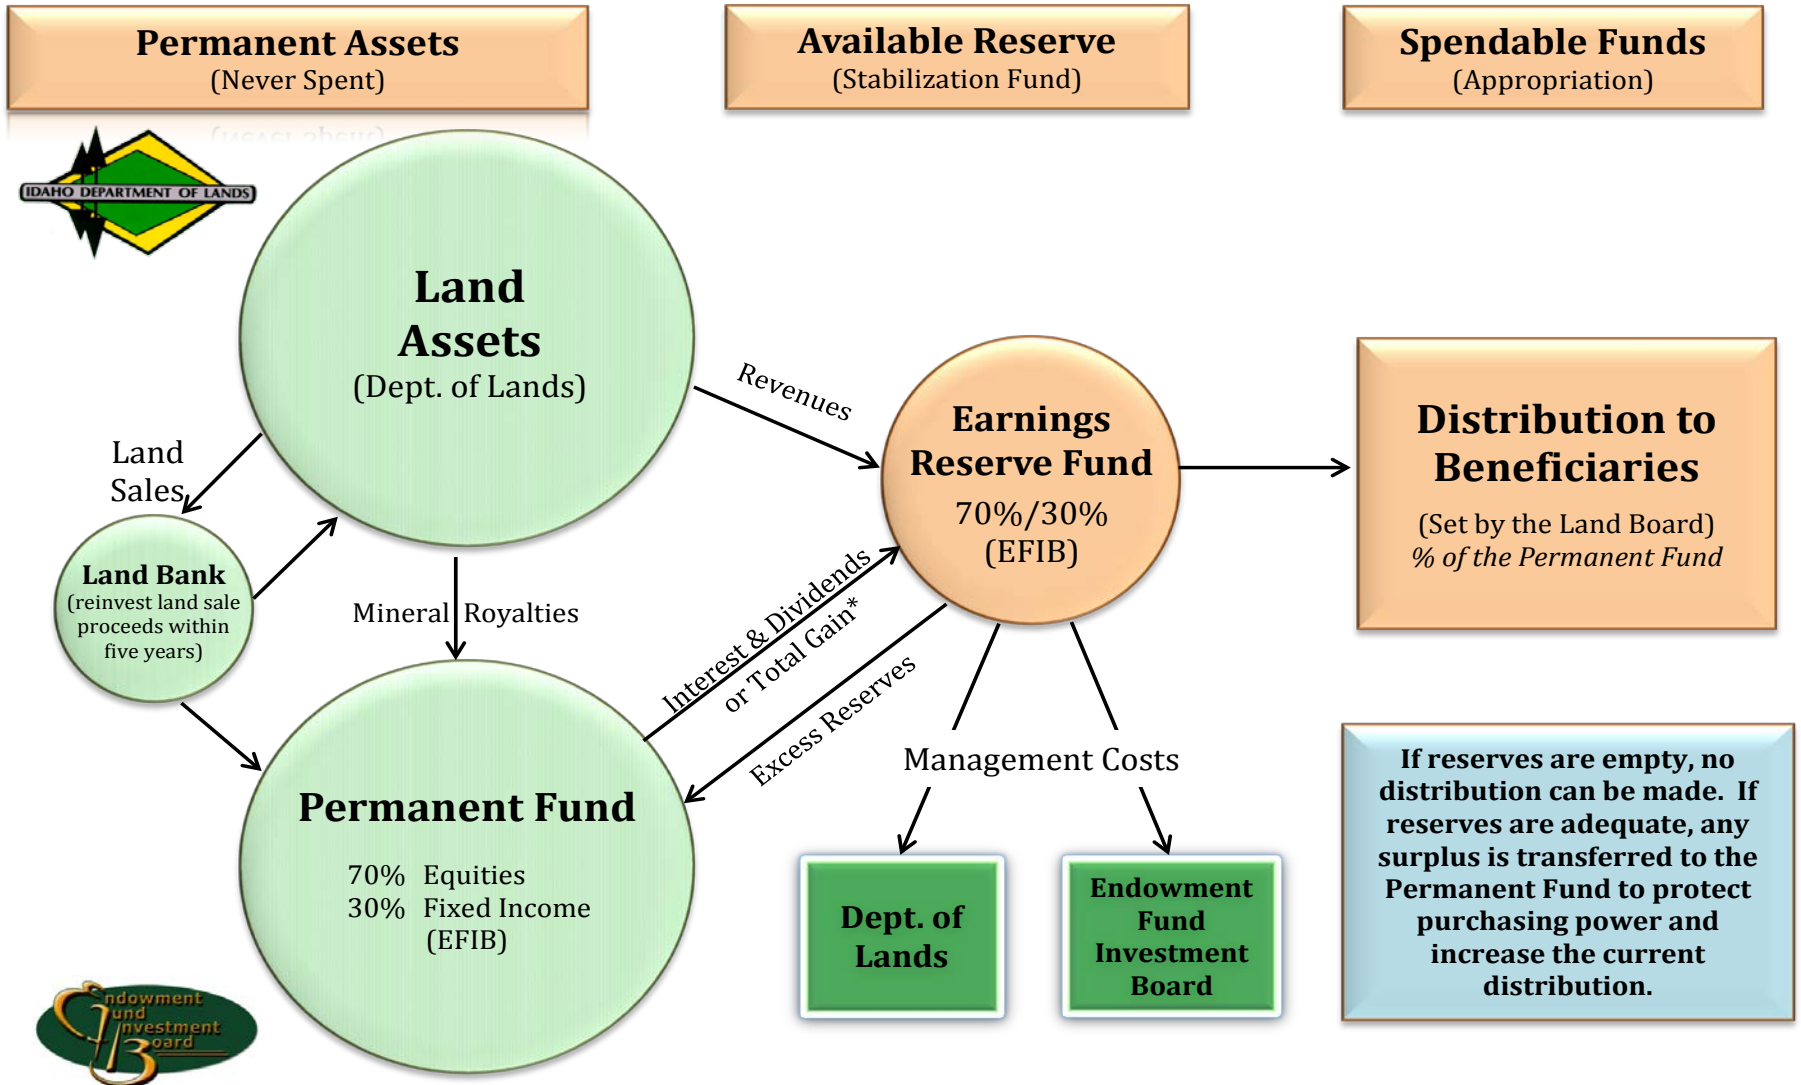 Permanent Assets
(Never Spent)
Available Reserve
(Stabilization Fund)
Spendable Funds
(Appropriation)
IDAHO DEPARTMENT OF LANDS
Land
Assets
(Dept. of Lands)
Revenues
Earnings
Reserve Fund
70%/30%
(EFIB)
Distribution to
Beneficiaries
(Set by the Land Board)
% of the Permanent Fund
Land
Sales
Land Bank
(reinvest land sale
proceeds within
five years)
Mineral Royalties
Interest & Dividends
or Total Gain*
Excess Reserves
Management Costs
Permanent Fund
70% Equities
30% Fixed Income
(EFIB)
Dept. of
Lands
Endowment
Fund
Investment
Board
If reserves are empty, no
distribution can be made. If
reserves are adequate, any
surplus is transferred to the
Permanent Fund to protect
purchasing power and
increase the current
distribution.
Endowment
Fund
Investment
Board